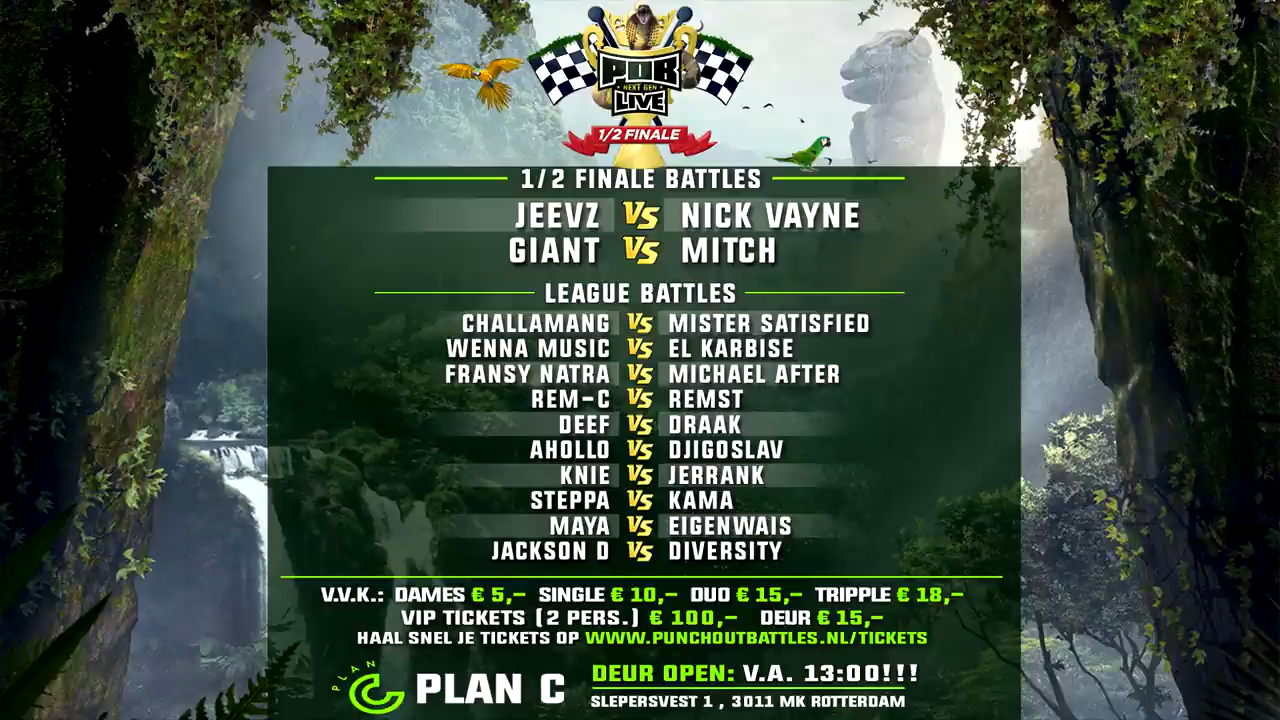 POB
NEXT GEN
LIVE
1/2 FINALE
1/2 FINALE BATTLES
JEEVZ VS NICK VAYNE
GIANT VS MITCH
LEAGUE BATTLES
CHALLAMANG VS MISTER SATISFIED
WENNA MUSIC VS EL KARBISE
FRANSY NATRA VS MICHAEL AFTER
REM-C VS REMST
DEEF VS DRAAK
AHOLLO VS DJIGOSLAV
KNIE VS JERRANK
STEPPA VS KAMA
MAYA VS EIGENWAIS
JACKSON D VS DIVERSITY
V.V.K.: DAMES € 5,- SINGLE € 10,- DUO € 15,- TRIPPLE € 18,-
VIP TICKETS (2 PERS.) € 100,- DEUR € 15,-
HAAL SNEL JE TICKETS OP WWW.PUNCHOUTBATTLES.NL/TICKETS
PLAN
PLAN C
DEUR OPEN: V.A. 13:00!!!
SLEPERSVEST 1 , 3011 MK ROTTERDAM